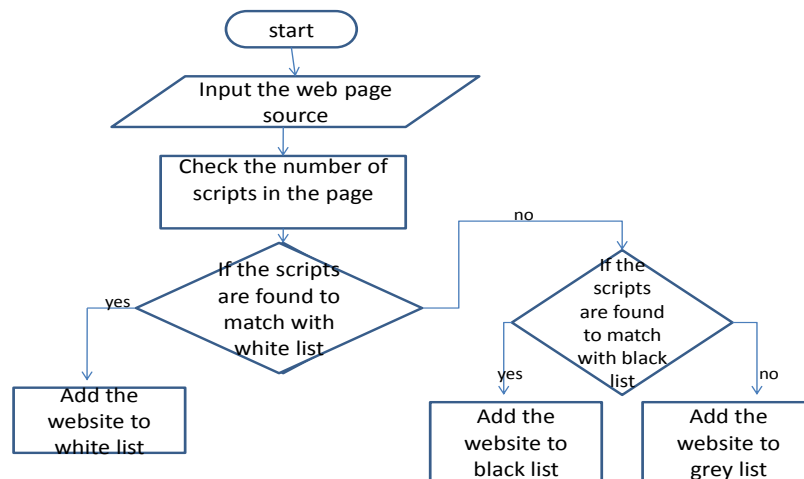 start
Input the web page
source
Check the number of
scripts in the page
no
If the scripts
are found to
match with
white list
yes
If the
scripts
are found
to match
with black
list
yes
no
Add the
website to
white list
Add the
website to
black list
Add the
website to
grey list